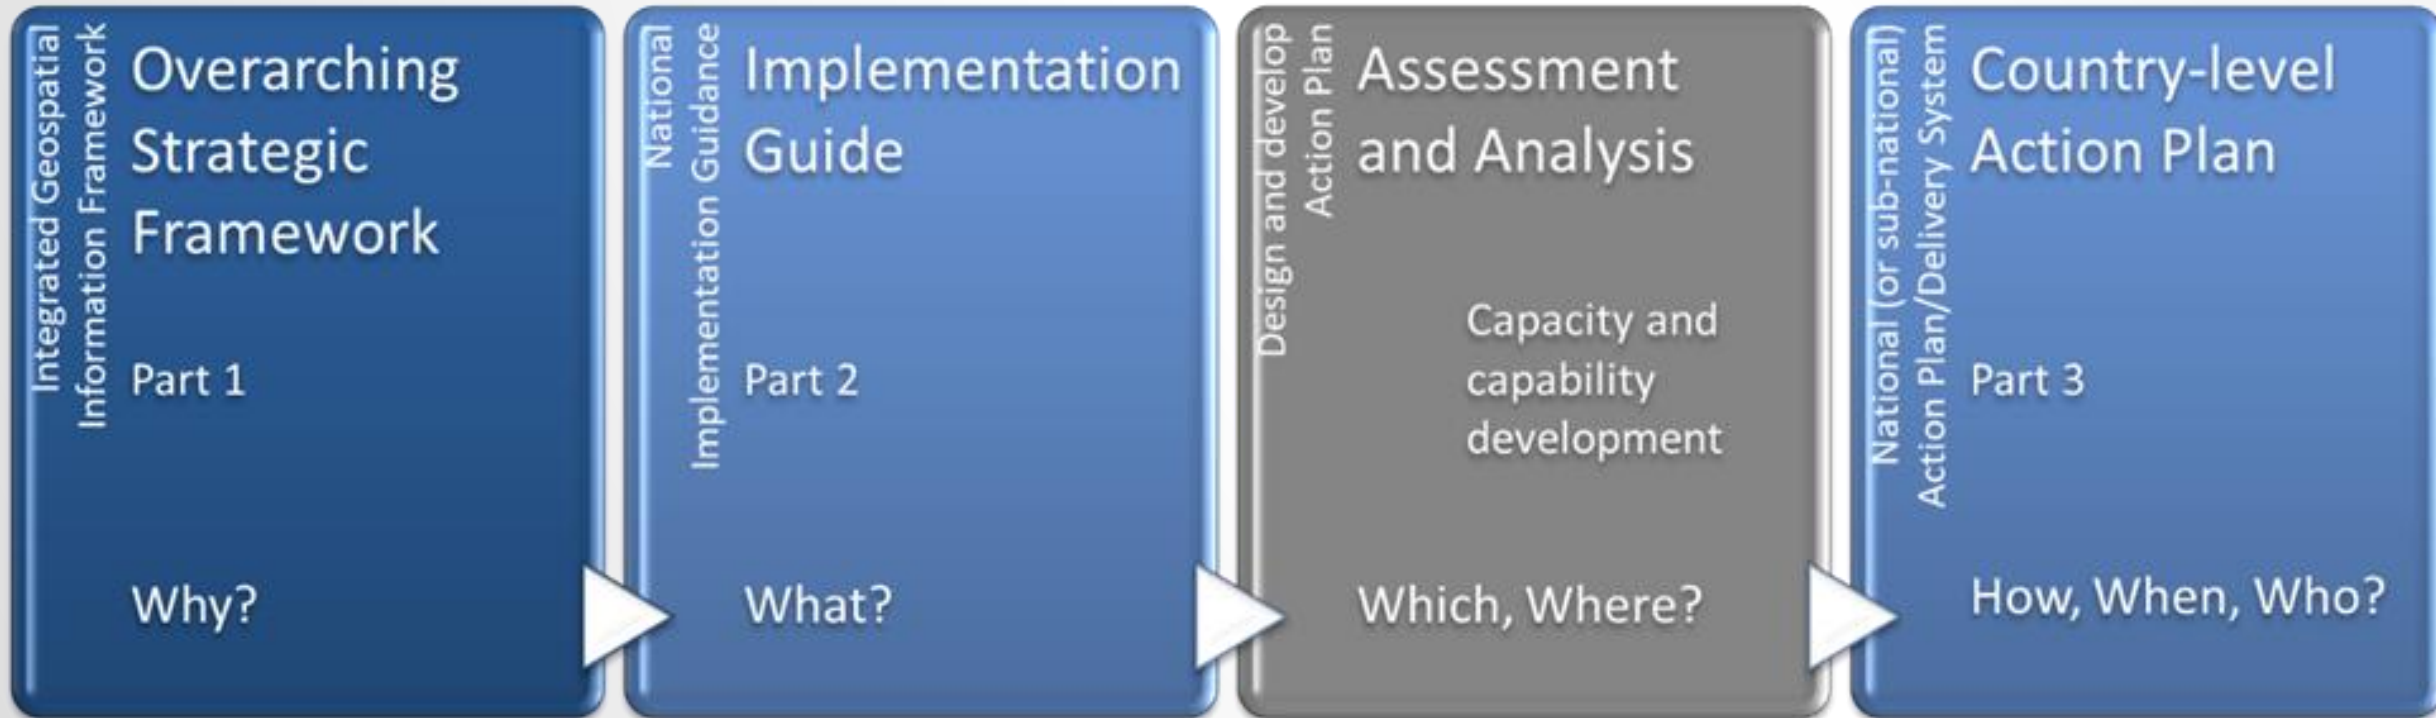 Integrated Geospatial
Information Framework
Overarching
Strategic
Framework
Part 1
Why?
National
Implementation Guidance
Implementation
Guide
Part 2
What?
Design and develop
Action Plan
Assessment
and Analysis
Capacity and
capability
development
Which, Where?
National (or sub-national)
Action Plan/Delivery System
Country-level
Action Plan
Part 3
How, When, Who?